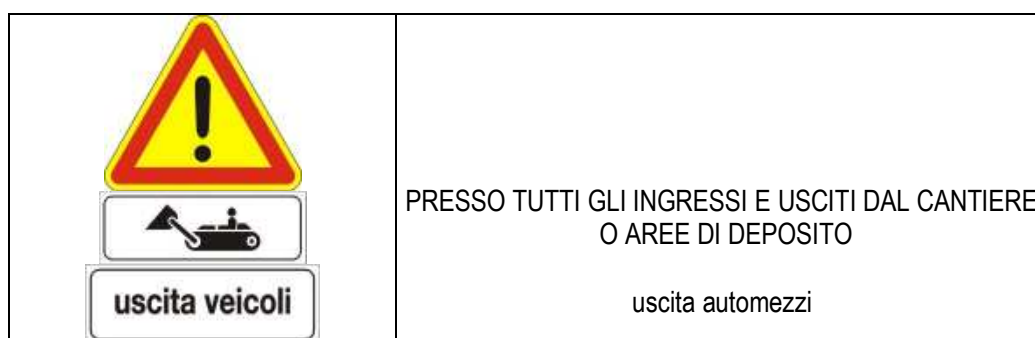 uscita veicoli
PRESSO TUTTI GLI INGRESSI E USCITI DAL CANTIERE
O AREE DI DEPOSITO
uscita automezzi